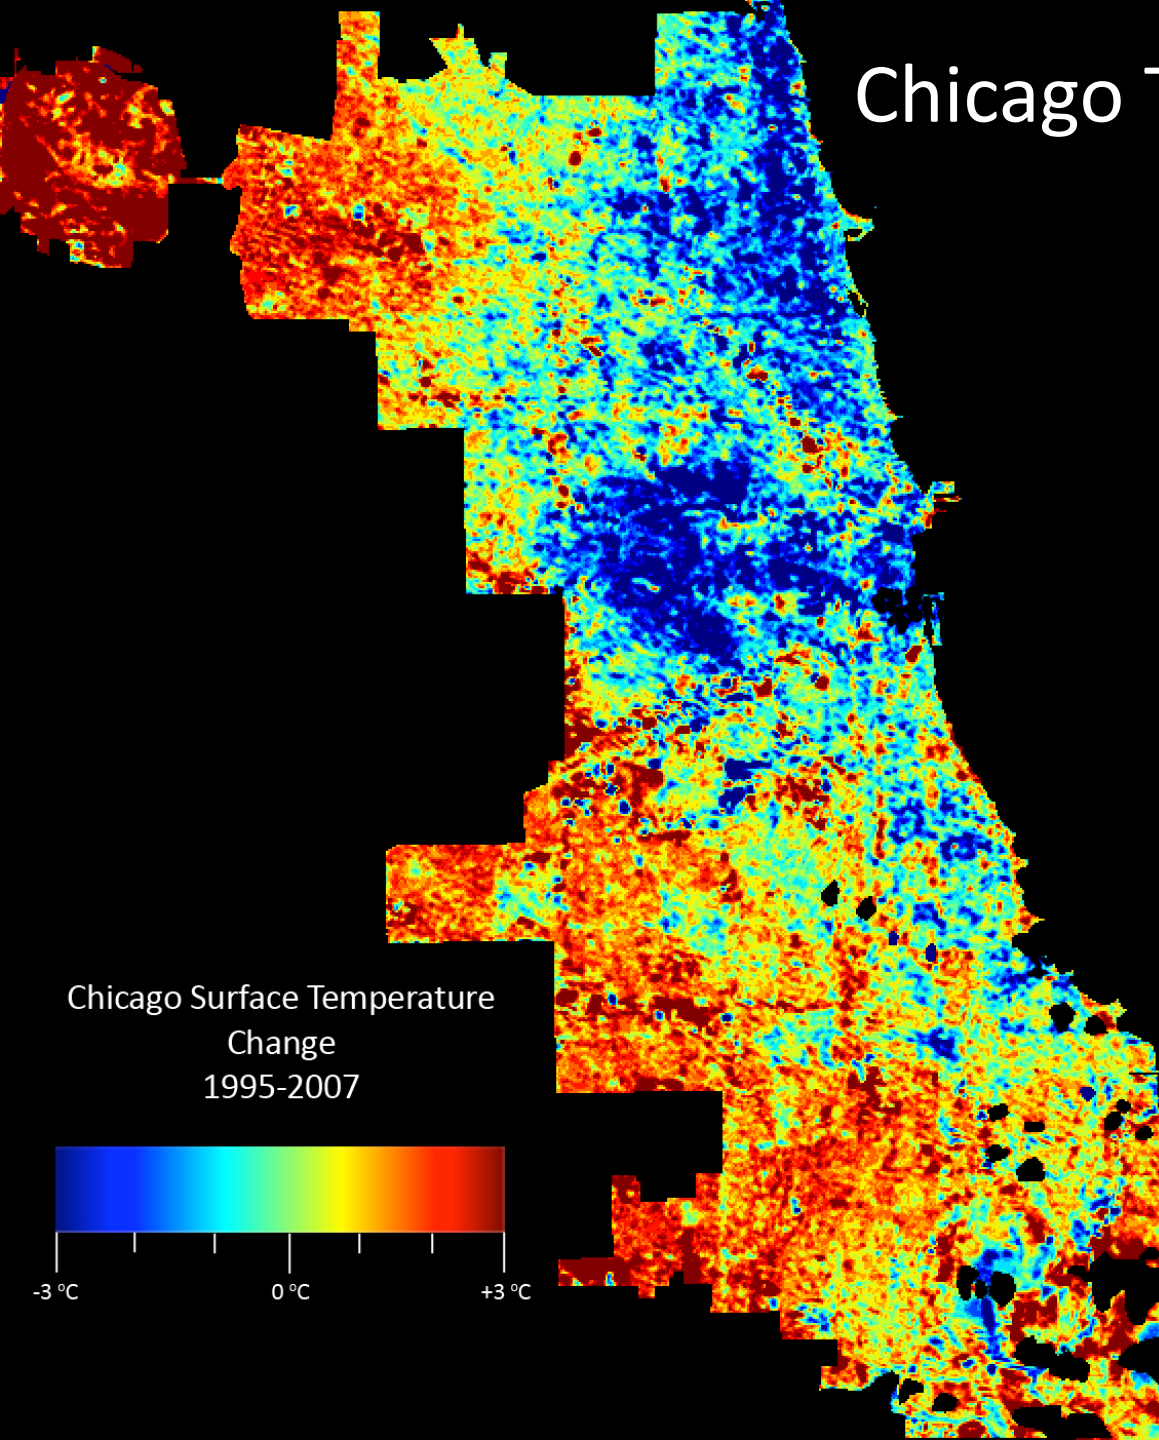 Chicago
Chicago Surface Temperature
Change
1995-2007
-3 °C
0 °C
+3 °C